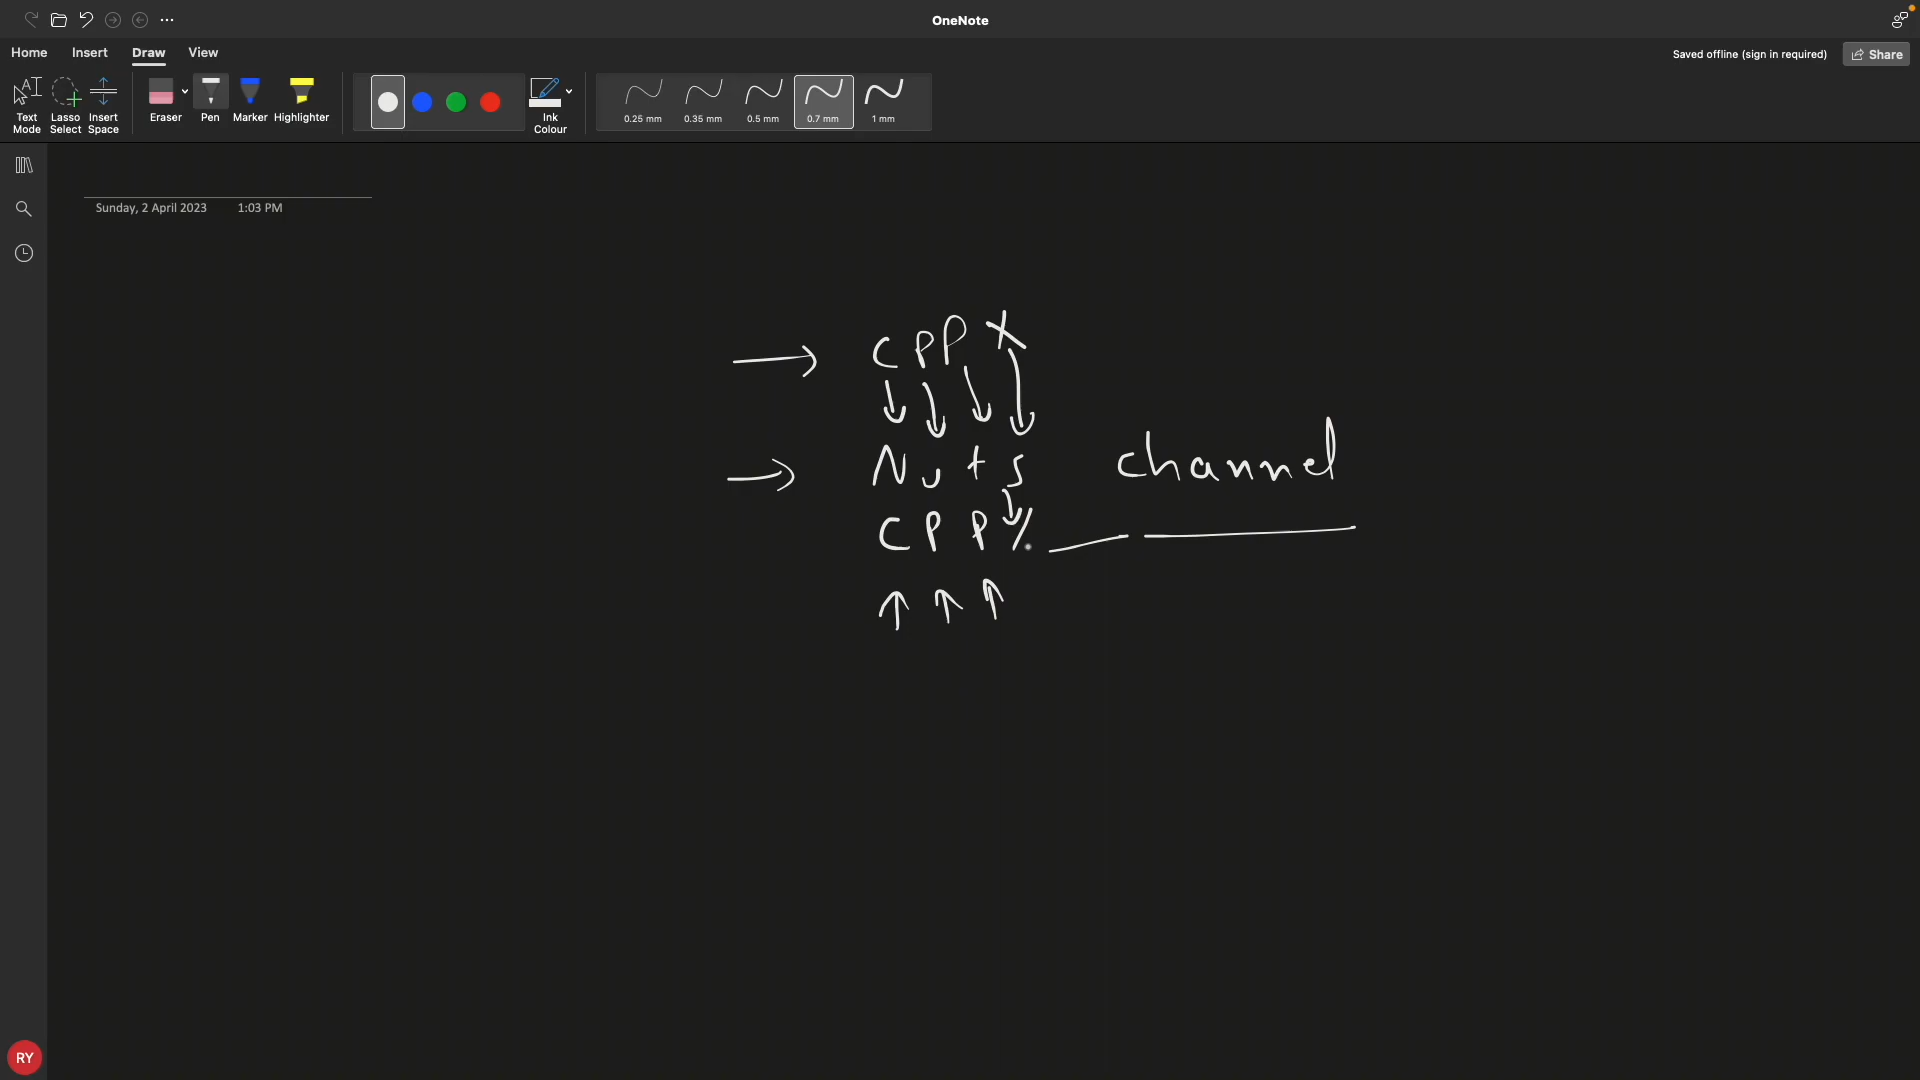 OneNote
Home Insert Draw View
Saved offline (sign in required) Share
Text Mode Lasso Select Insert Space Eraser Pen Marker Highlighter Ink Colour 0.25 mm 0.35 mm 0.5 mm 0.7 mm 1 mm
Sunday, 2 April 2023 1:03 PM
CPPX
Nuts channel
CPP
RY